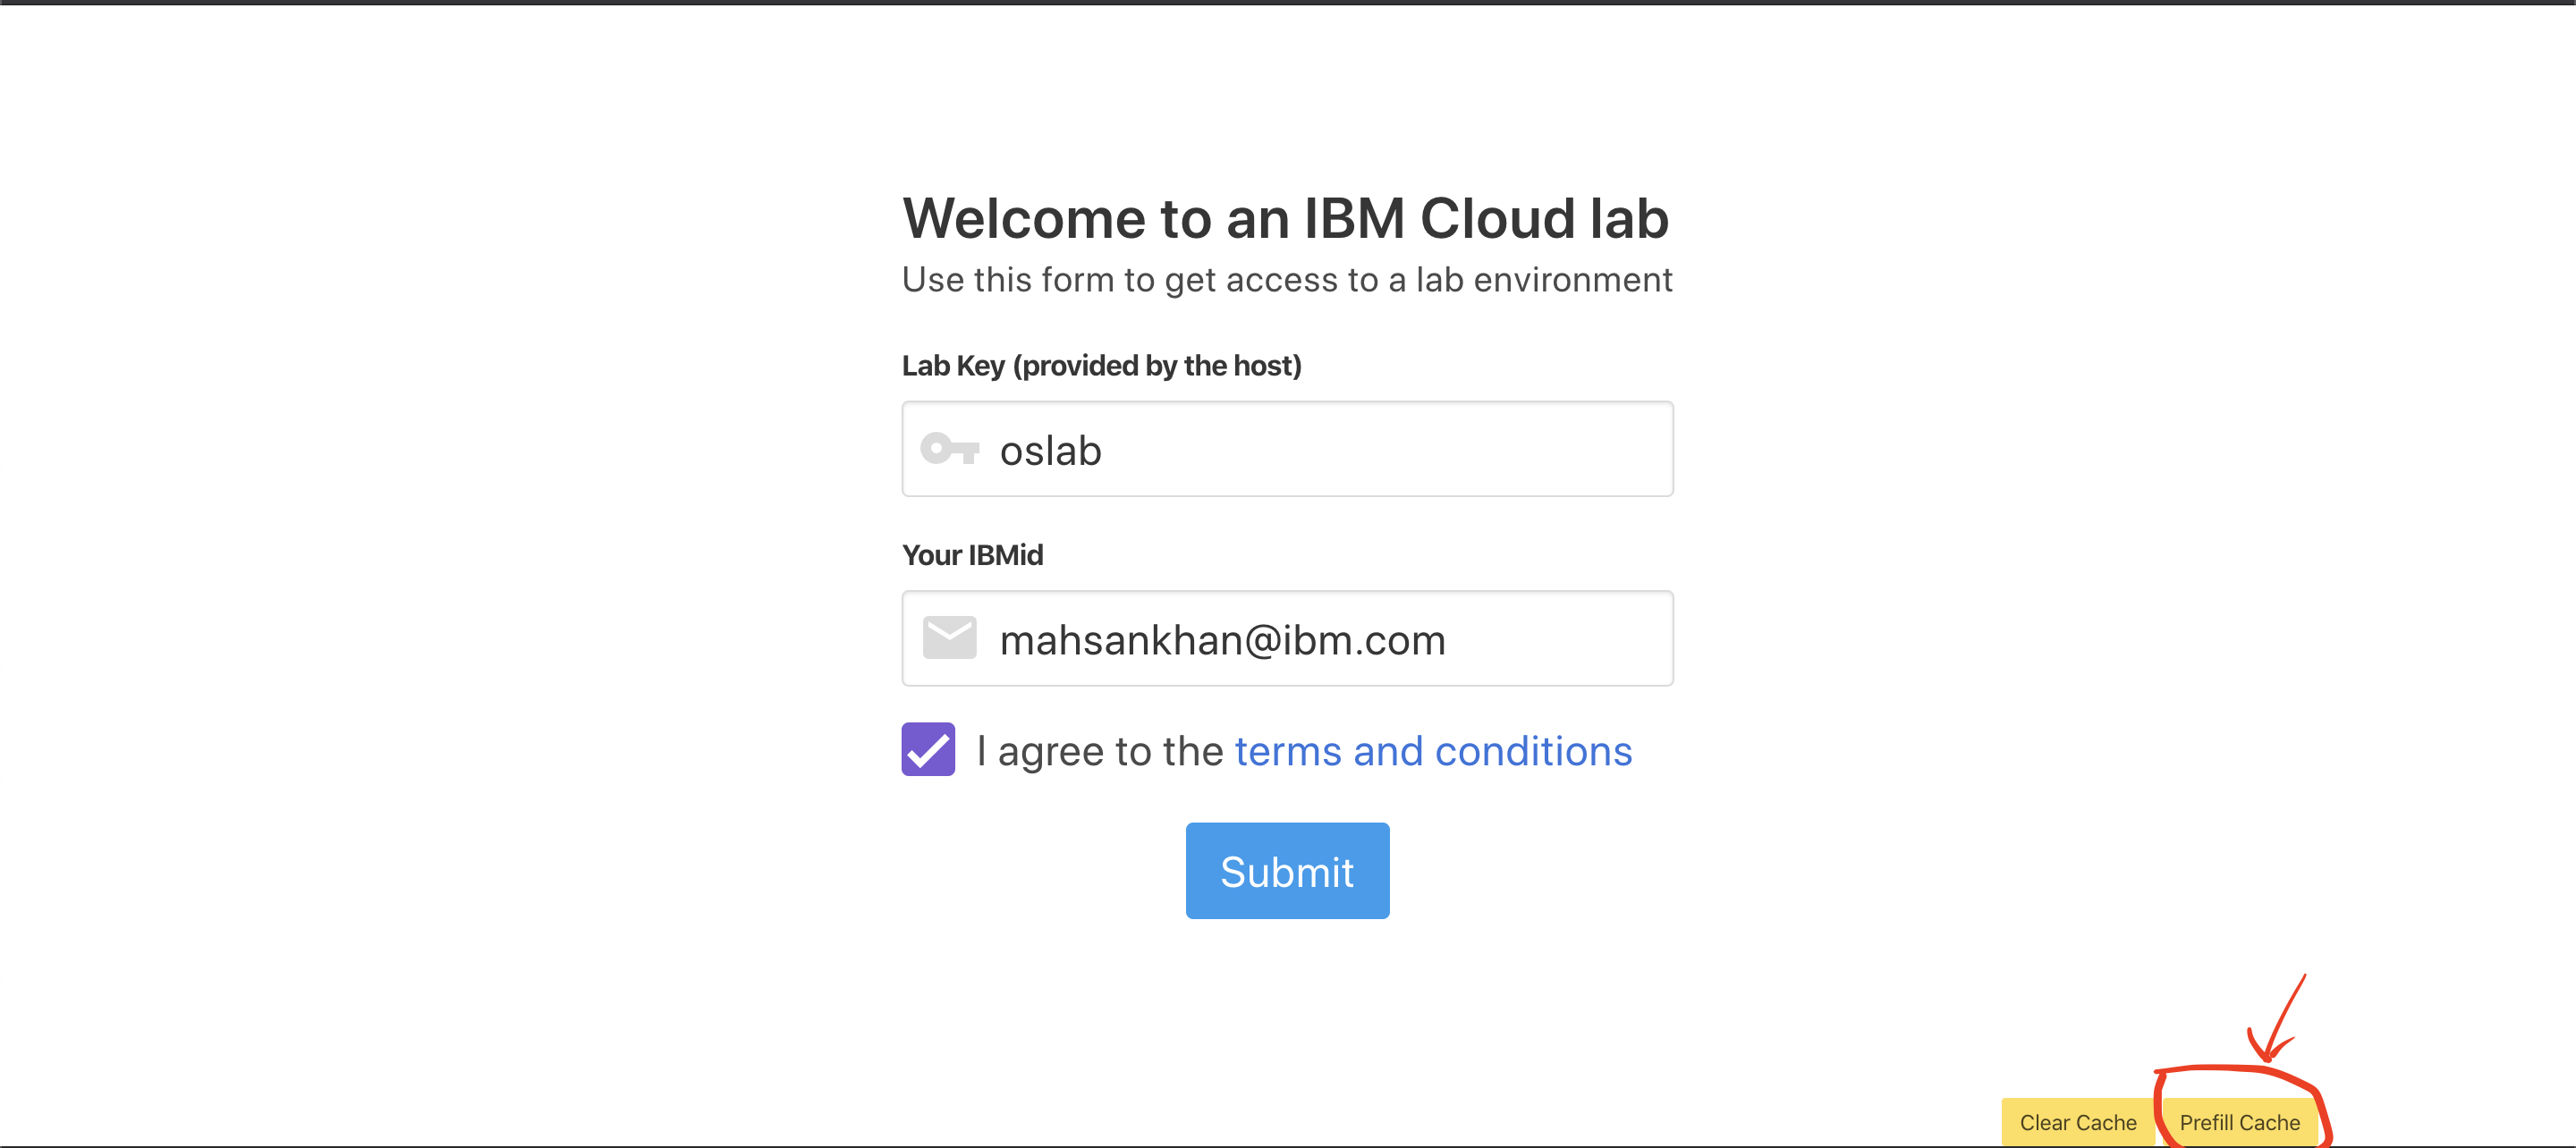 Welcome to an IBM Cloud lab
Use this form to get access to a lab environment
Lab Key (provided by the host)
oslab
Your IBMid
mahsankhan@ibm.com
I agree to the terms and conditions
Submit
Clear Cache
Prefill Cache